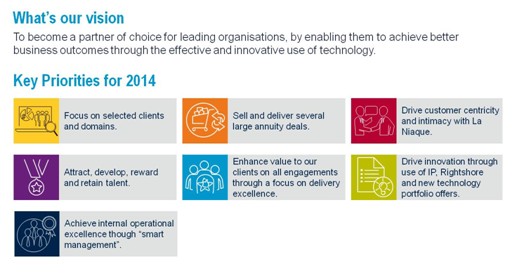 What's our vision
To become a partner of choice for leading organisations, by enabling them to achieve better
business outcomes through the effective and innovative use of technology.
Key Priorities for 2014
Focus on selected clients
and domains.
Sell and deliver several
large annuity deals.
Drive customer centricity
and intimacy with La
Niaque.
Attract, develop, reward
and retain talent.
Enhance value to our
clients on all engagements
through a focus on delivery
excellence.
Drive innovation through
use of IP, Rightshore
and new technology
portfolio offers.
Achieve internal operational
excellence though "smart
management".